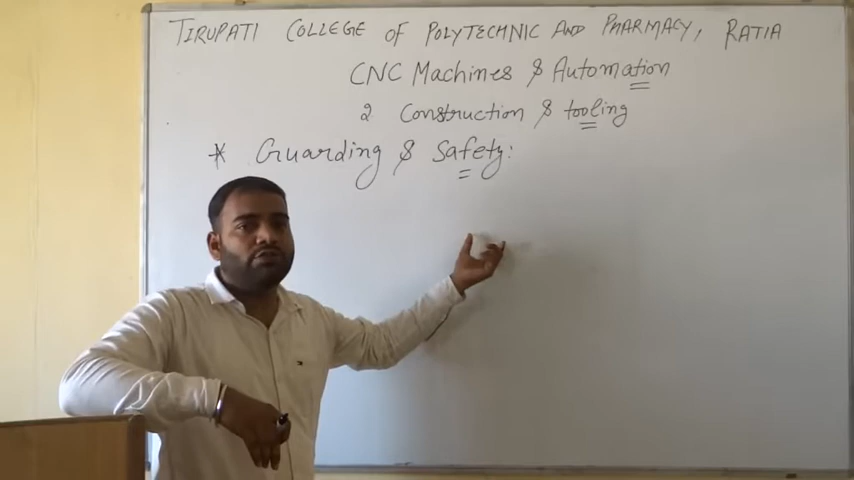 TIRUPATI COLLEGE OF POLYTECHNIC AND PHARMACY, RATIA
CNC Machines & Automation
2 Construction & tooling
* Guarding & Safety: